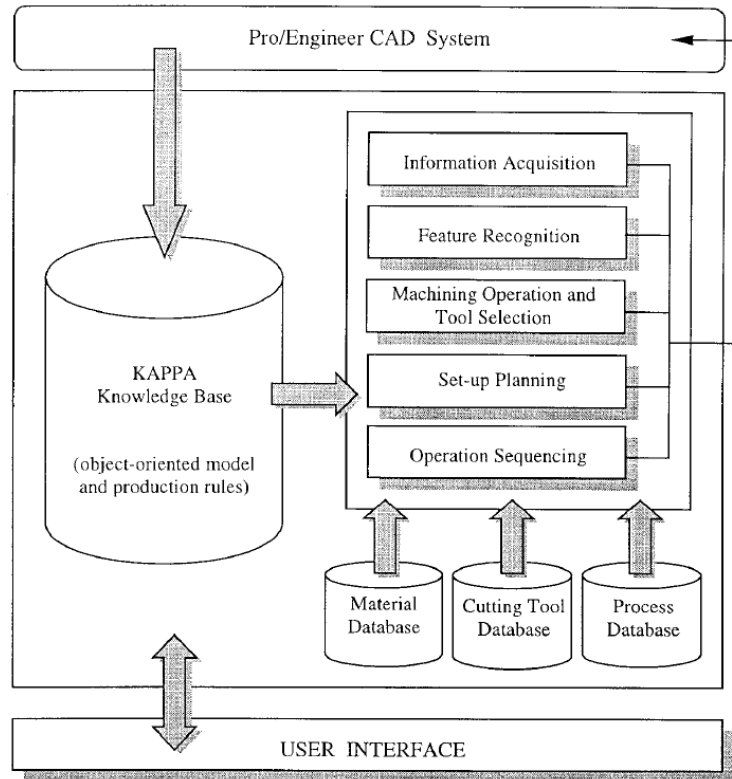 Pro/Engineer CAD System
Information Acquisition
Feature Recognition
Machining Operation and
Tool Selection
Set-up Planning
Operation Sequencing
KAPPA
Knowledge Base
(object-oriented model
and production rules)
Material
Database
Cutting Tool
Database
Process
Database
USER INTERFACE